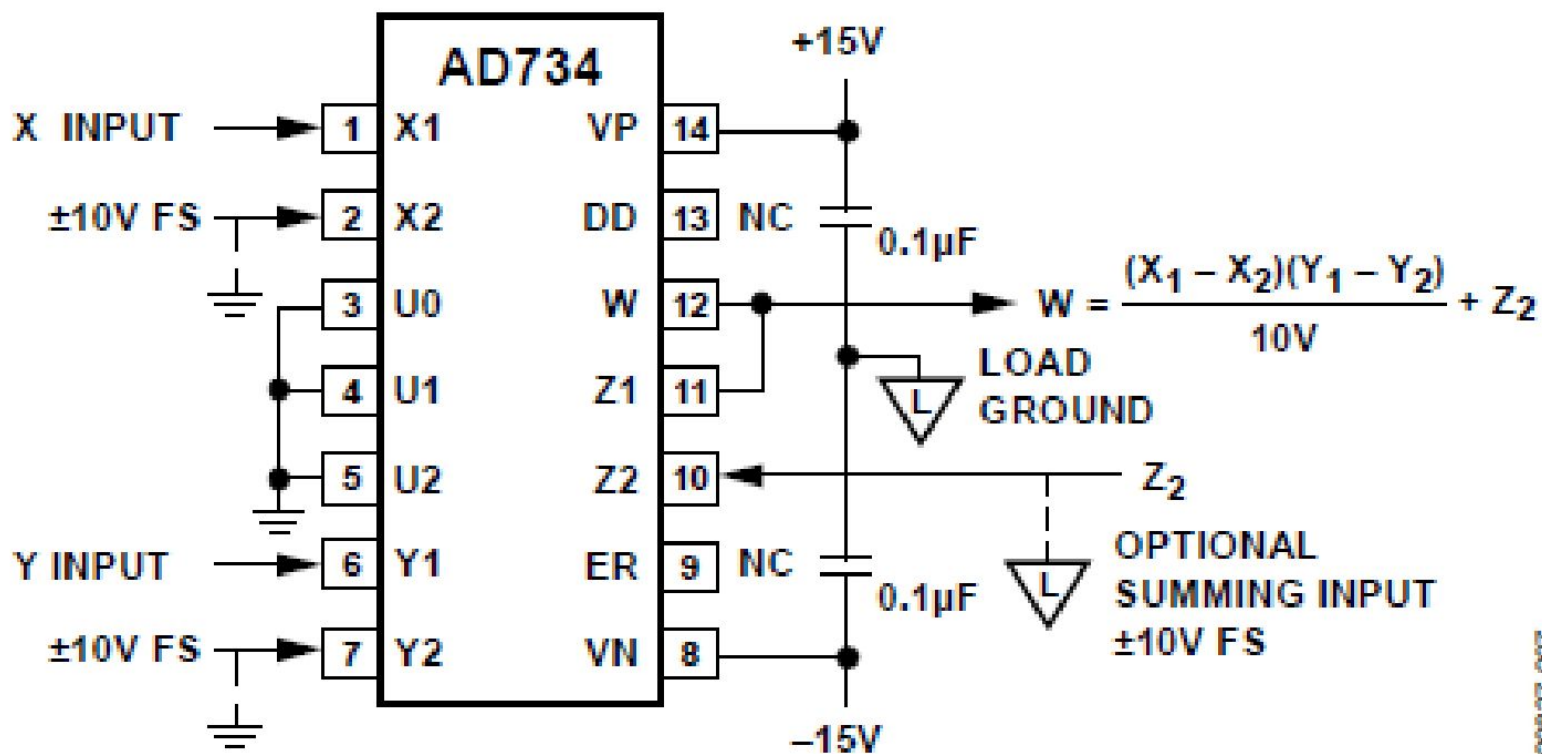 AD734
+15V
X INPUT
1
X1
VP
14
±10V FS
2
X2
DD
13
NC
0.1µF
3
U0
W
12
W = (X1 – X2)(Y1 – Y2)
10V
+ Z2
4
U1
Z1
11
L
LOAD
GROUND
5
U2
Z2
10
Z2
Y INPUT
6
Y1
ER
9
NC
0.1µF
L
OPTIONAL
SUMMING INPUT
±10V FS
±10V FS
7
Y2
VN
8
–15V